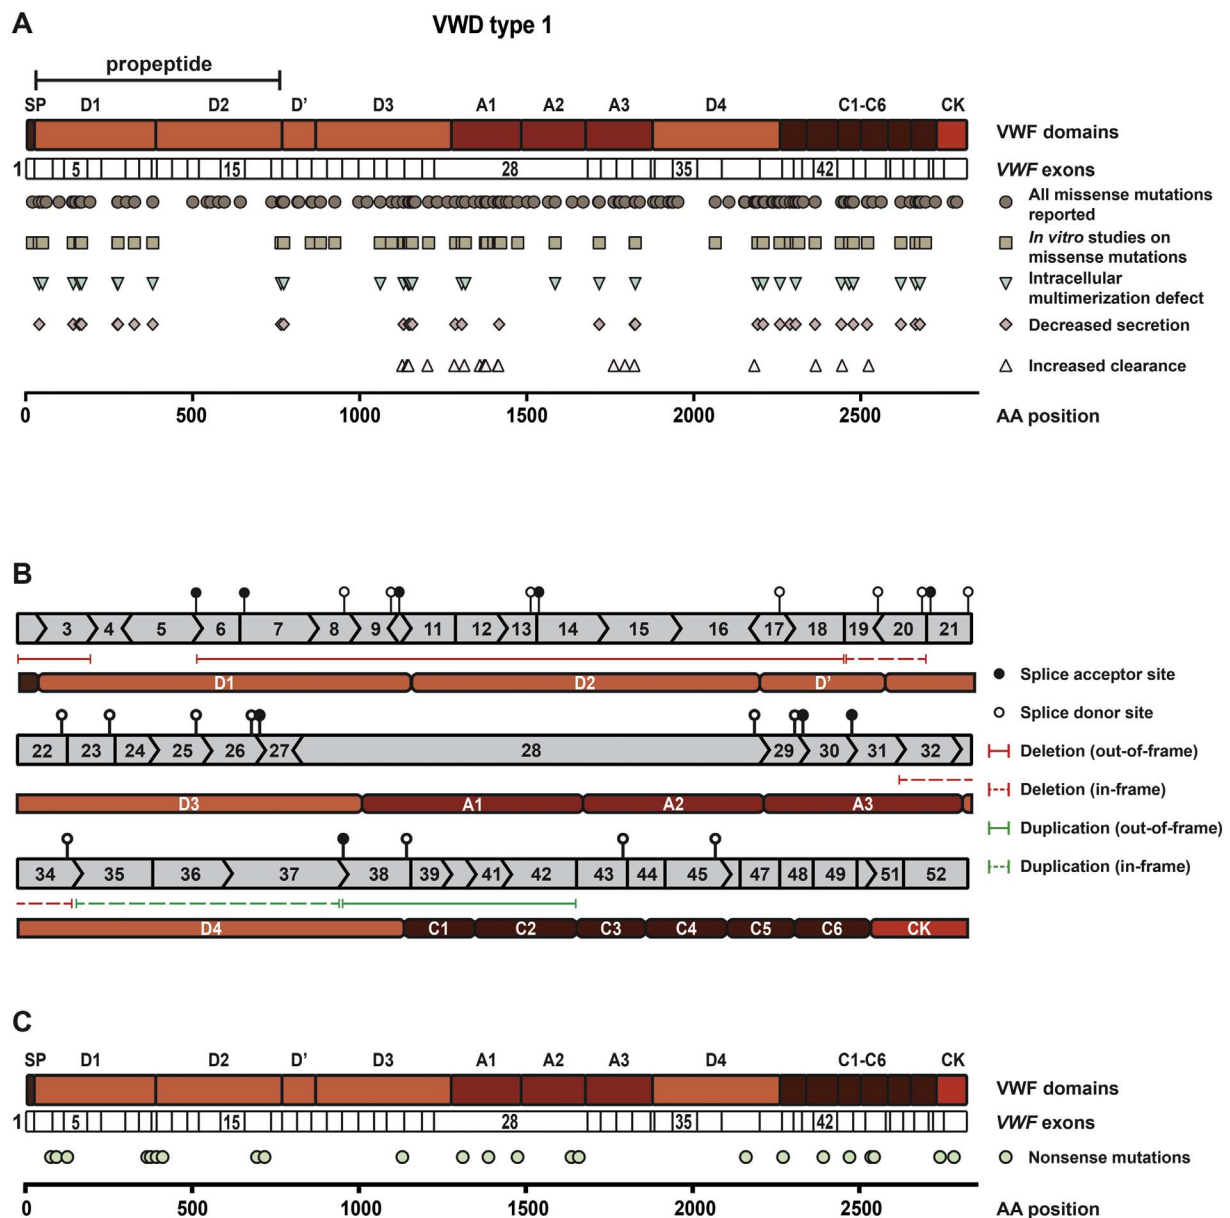 A
VWD type 1
propeptide
SP D1 D2 D' D3 A1 A2 A3 D4 C1-C6 CK
VWF domains
1 5 15 28 35 42 VWF exons
All missense mutations
reported
In vitro studies on
missense mutations
Intracellular
multimerization defect
Decreased secretion
Increased clearance
0 500 1000 1500 2000 2500 AA position
B
3 4 5 6 7 8 9 11 12 13 14 15 16 17 18 19 20 21
D1 D2 D'
22 23 24 25 26 27 28 29 30 31 32
D3 A1 A2 A3
34 35 36 37 38 39 41 42 43 44 45 47 48 49 51 52
D4 C1 C2 C3 C4 C5 C6 CK
Splice acceptor site
Splice donor site
Deletion (out-of-frame)
Deletion (in-frame)
Duplication (out-of-frame)
Duplication (in-frame)
C
SP D1 D2 D' D3 A1 A2 A3 D4 C1-C6 CK
VWF domains
1 5 15 28 35 42 VWF exons
Nonsense mutations
0 500 1000 1500 2000 2500 AA position